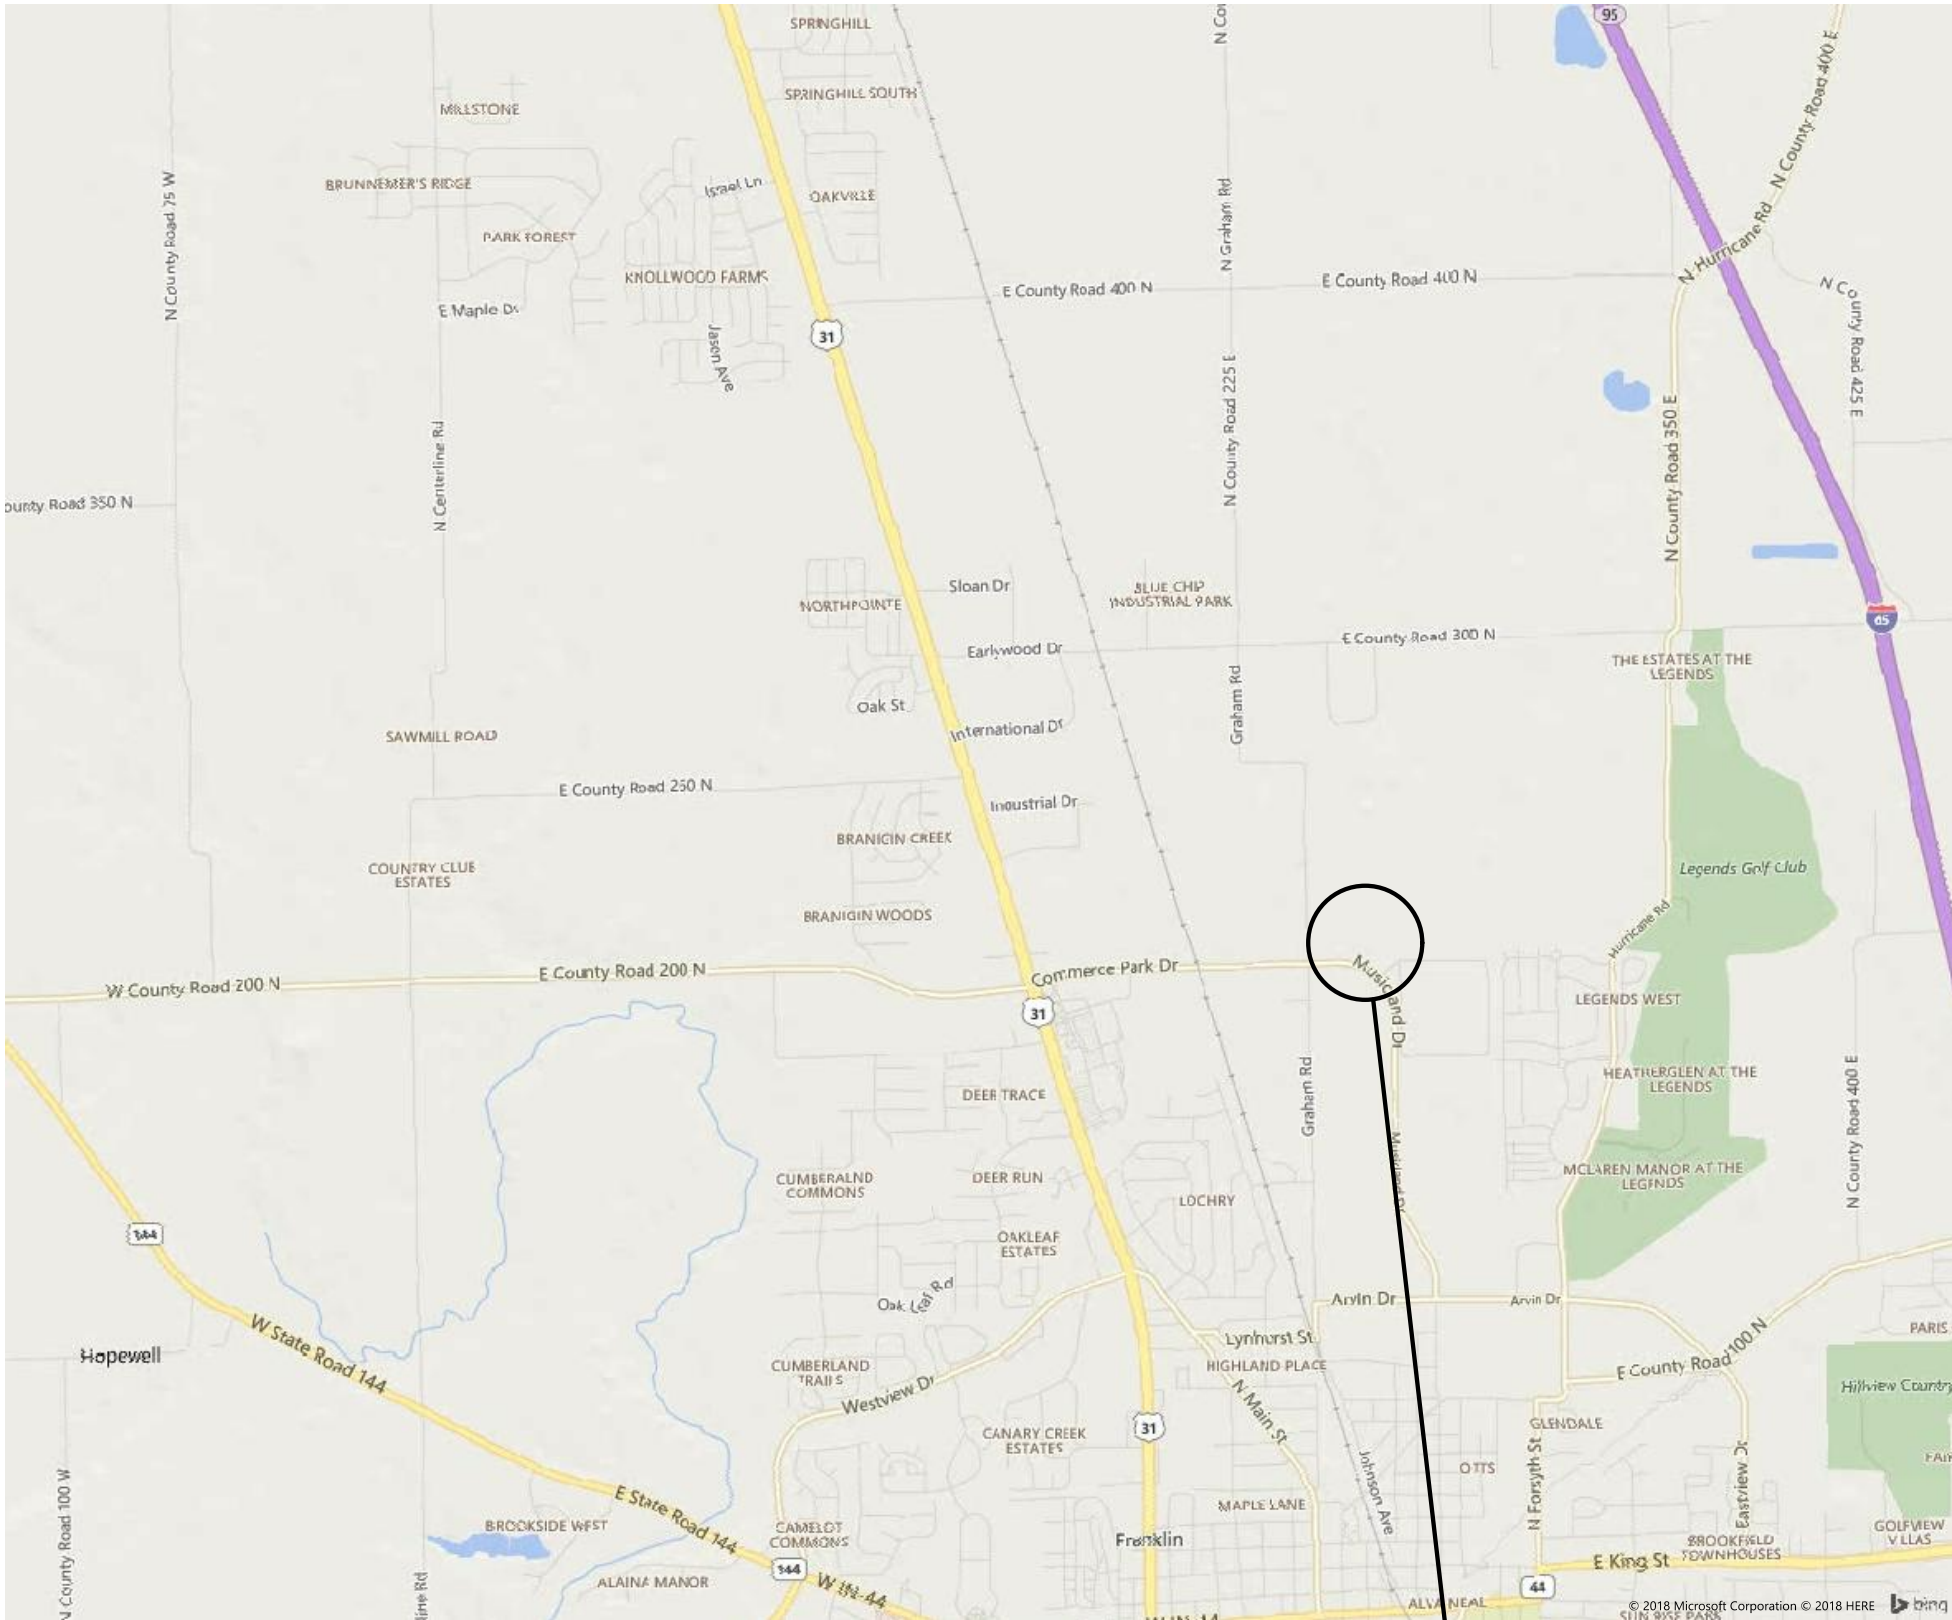 95
SPRINGHILL
SPRINGHILL SOUTH
MILLSTONE
BRUNNEMER'S RIDGE
Israel Ln
OAKVILLE
PARK FOREST
KNOLLWOOD FARMS
E Maple Dr
Jason Ave
31
N County Road 75 W
N Centerline Rd
N Graham Rd
N County Road 225 E
E County Road 400 N
E County Road 400 N
N Hurricane Rd
N County Road 400 E
N County Road 425 E
N County Road 350 E
ounty Road 350 N
65
Sloan Dr
BLUE CHIP
INDUSTRIAL PARK
NORTHPOINTE
Earlywood Dr
E County Road 300 N
THE ESTATES AT THE
LEGENDS
Graham Rd
Oak St
International Dr
SAWMILL ROAD
E County Road 250 N
Industrial Dr
BRANIGIN CREEK
COUNTRY CLUB
ESTATES
Legends Golf Club
BRANIGIN WOODS
Hurricane Rd
E County Road 200 N
W County Road 200 N
Commerce Park Dr
Dr
31
LEGENDS WEST
DEER TRACE
HEATHERGLEN AT THE
LEGENDS
Graham Rd
N County Road 400 E
CUMBERALND
COMMONS
DEER RUN
LOCHRY
MCLAREN MANOR AT THE
LEGENDS
OAKLEAF
ESTATES
Rd
Arvin Dr
Arvin Dr
Lynhurst St
HIGHLAND PLACE
W State Road 144
Hopewell
CUMBERLAND
TRAILS
Westview Dr
N Main St
E County Road 100 N
PARIS
Hillview Country
CANARY CREEK
ESTATES
31
GLENDALE
OTTS
Johnson Ave
N Forsyth St
Eastview Dr
FAI
E State Road 144
BROOKSIDE WEST
CAMELOT
COMMONS
MAPLE LANE
Franklin
BROOKFIELD
TOWNHOUSES
GOLFVIEW
VILLAS
N County Road 100 W
ALAINA MANOR
144
W IN-44
E King St
44
line Rd
© 2018 Microsoft Corporation © 2018 HERE
bing